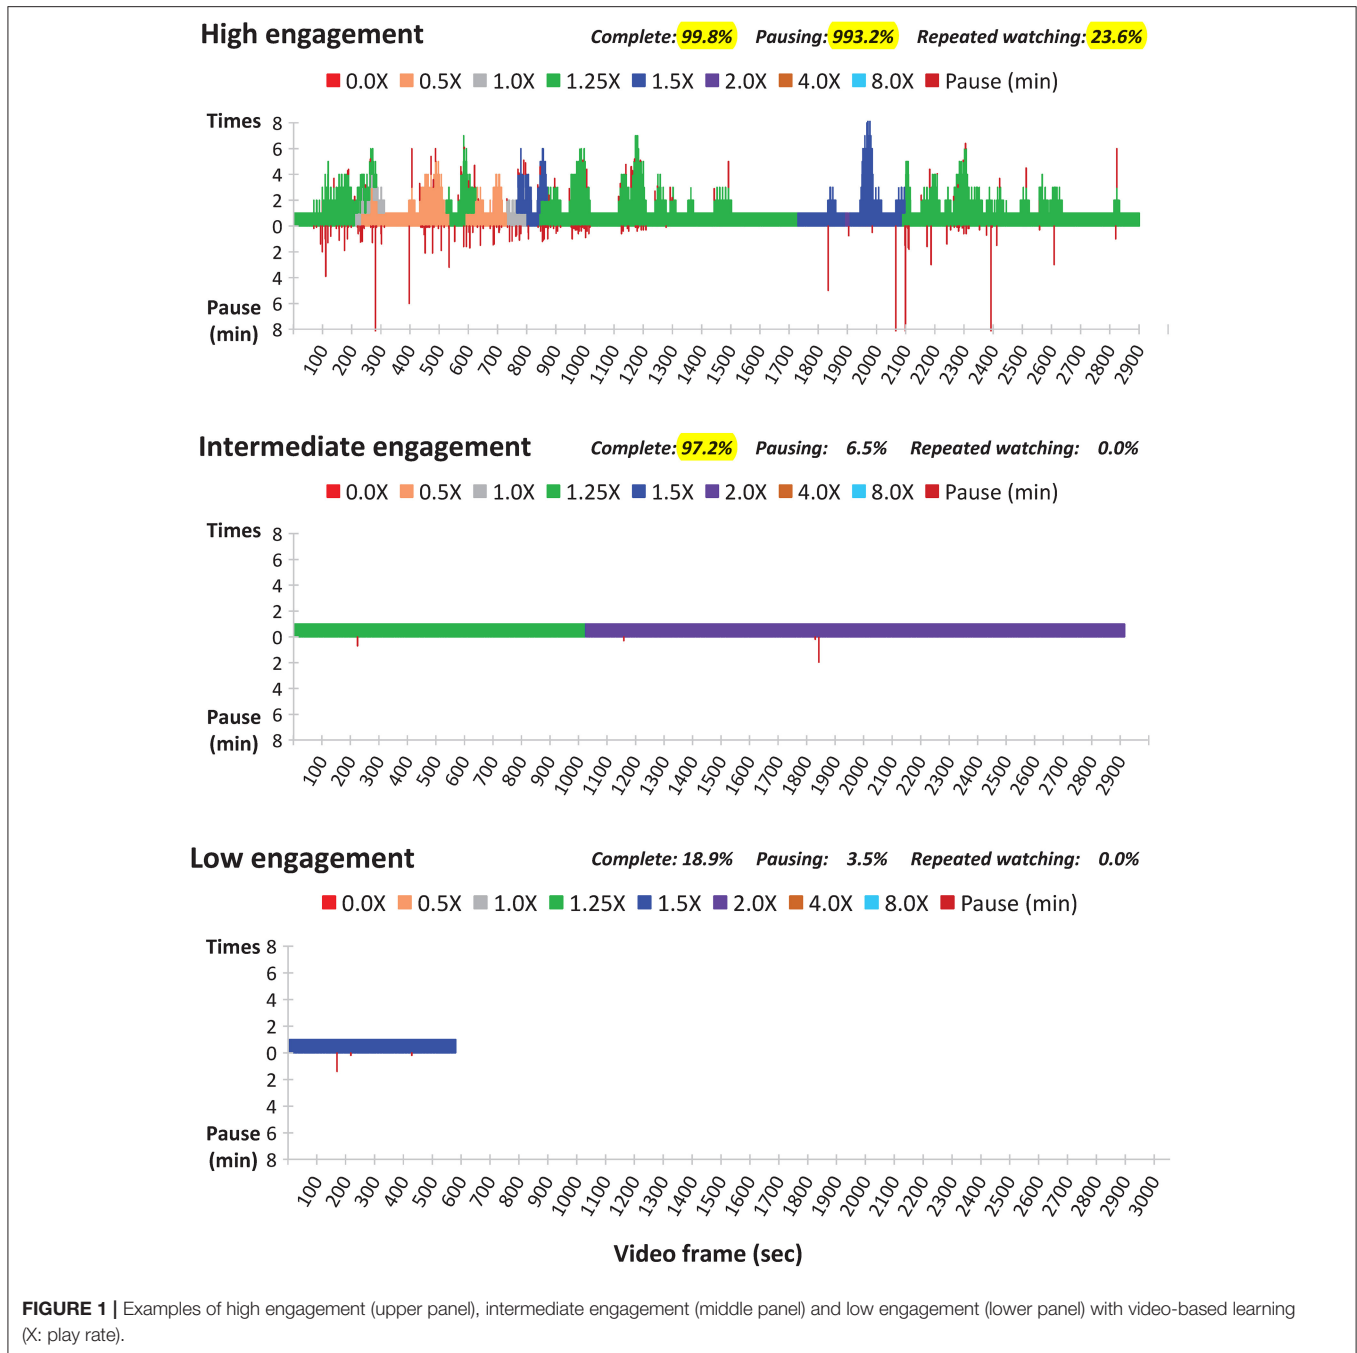 High engagement Complete: 99.8% Pausing: 993.2% Repeated watching: 23.6%
0.0X 0.5X 1.0X 1.25X 1.5X 2.0X 4.0X 8.0X Pause (min)
Times 8
6
4
2
0
2
4
Pause 6
(min) 8
100 200 300 400 500 600 700 800 900 1000 1100 1200 1300 1400 1500 1600 1700 1800 1900 2000 2100 2200 2300 2400 2500 2600 2700 2800 2900
Intermediate engagement Complete: 97.2% Pausing: 6.5% Repeated watching: 0.0%
0.0X 0.5X 1.0X 1.25X 1.5X 2.0X 4.0X 8.0X Pause (min)
Times 8
6
4
2
0
2
4
Pause 6
(min) 8
100 200 300 400 500 600 700 800 900 1000 1100 1200 1300 1400 1500 1600 1700 1800 1900 2000 2100 2200 2300 2400 2500 2600 2700 2800 2900
Low engagement Complete: 18.9% Pausing: 3.5% Repeated watching: 0.0%
0.0X 0.5X 1.0X 1.25X 1.5X 2.0X 4.0X 8.0X Pause (min)
Times 8
6
4
2
0
2
4
Pause 6
(min) 8
100 200 300 400 500 600 700 800 900 1000 1100 1200 1300 1400 1500 1600 1700 1800 1900 2000 2100 2200 2300 2400 2500 2600 2700 2800 2900 3000
Video frame (sec)
FIGURE 1 | Examples of high engagement (upper panel), intermediate engagement (middle panel) and low engagement (lower panel) with video-based learning
(X: play rate).